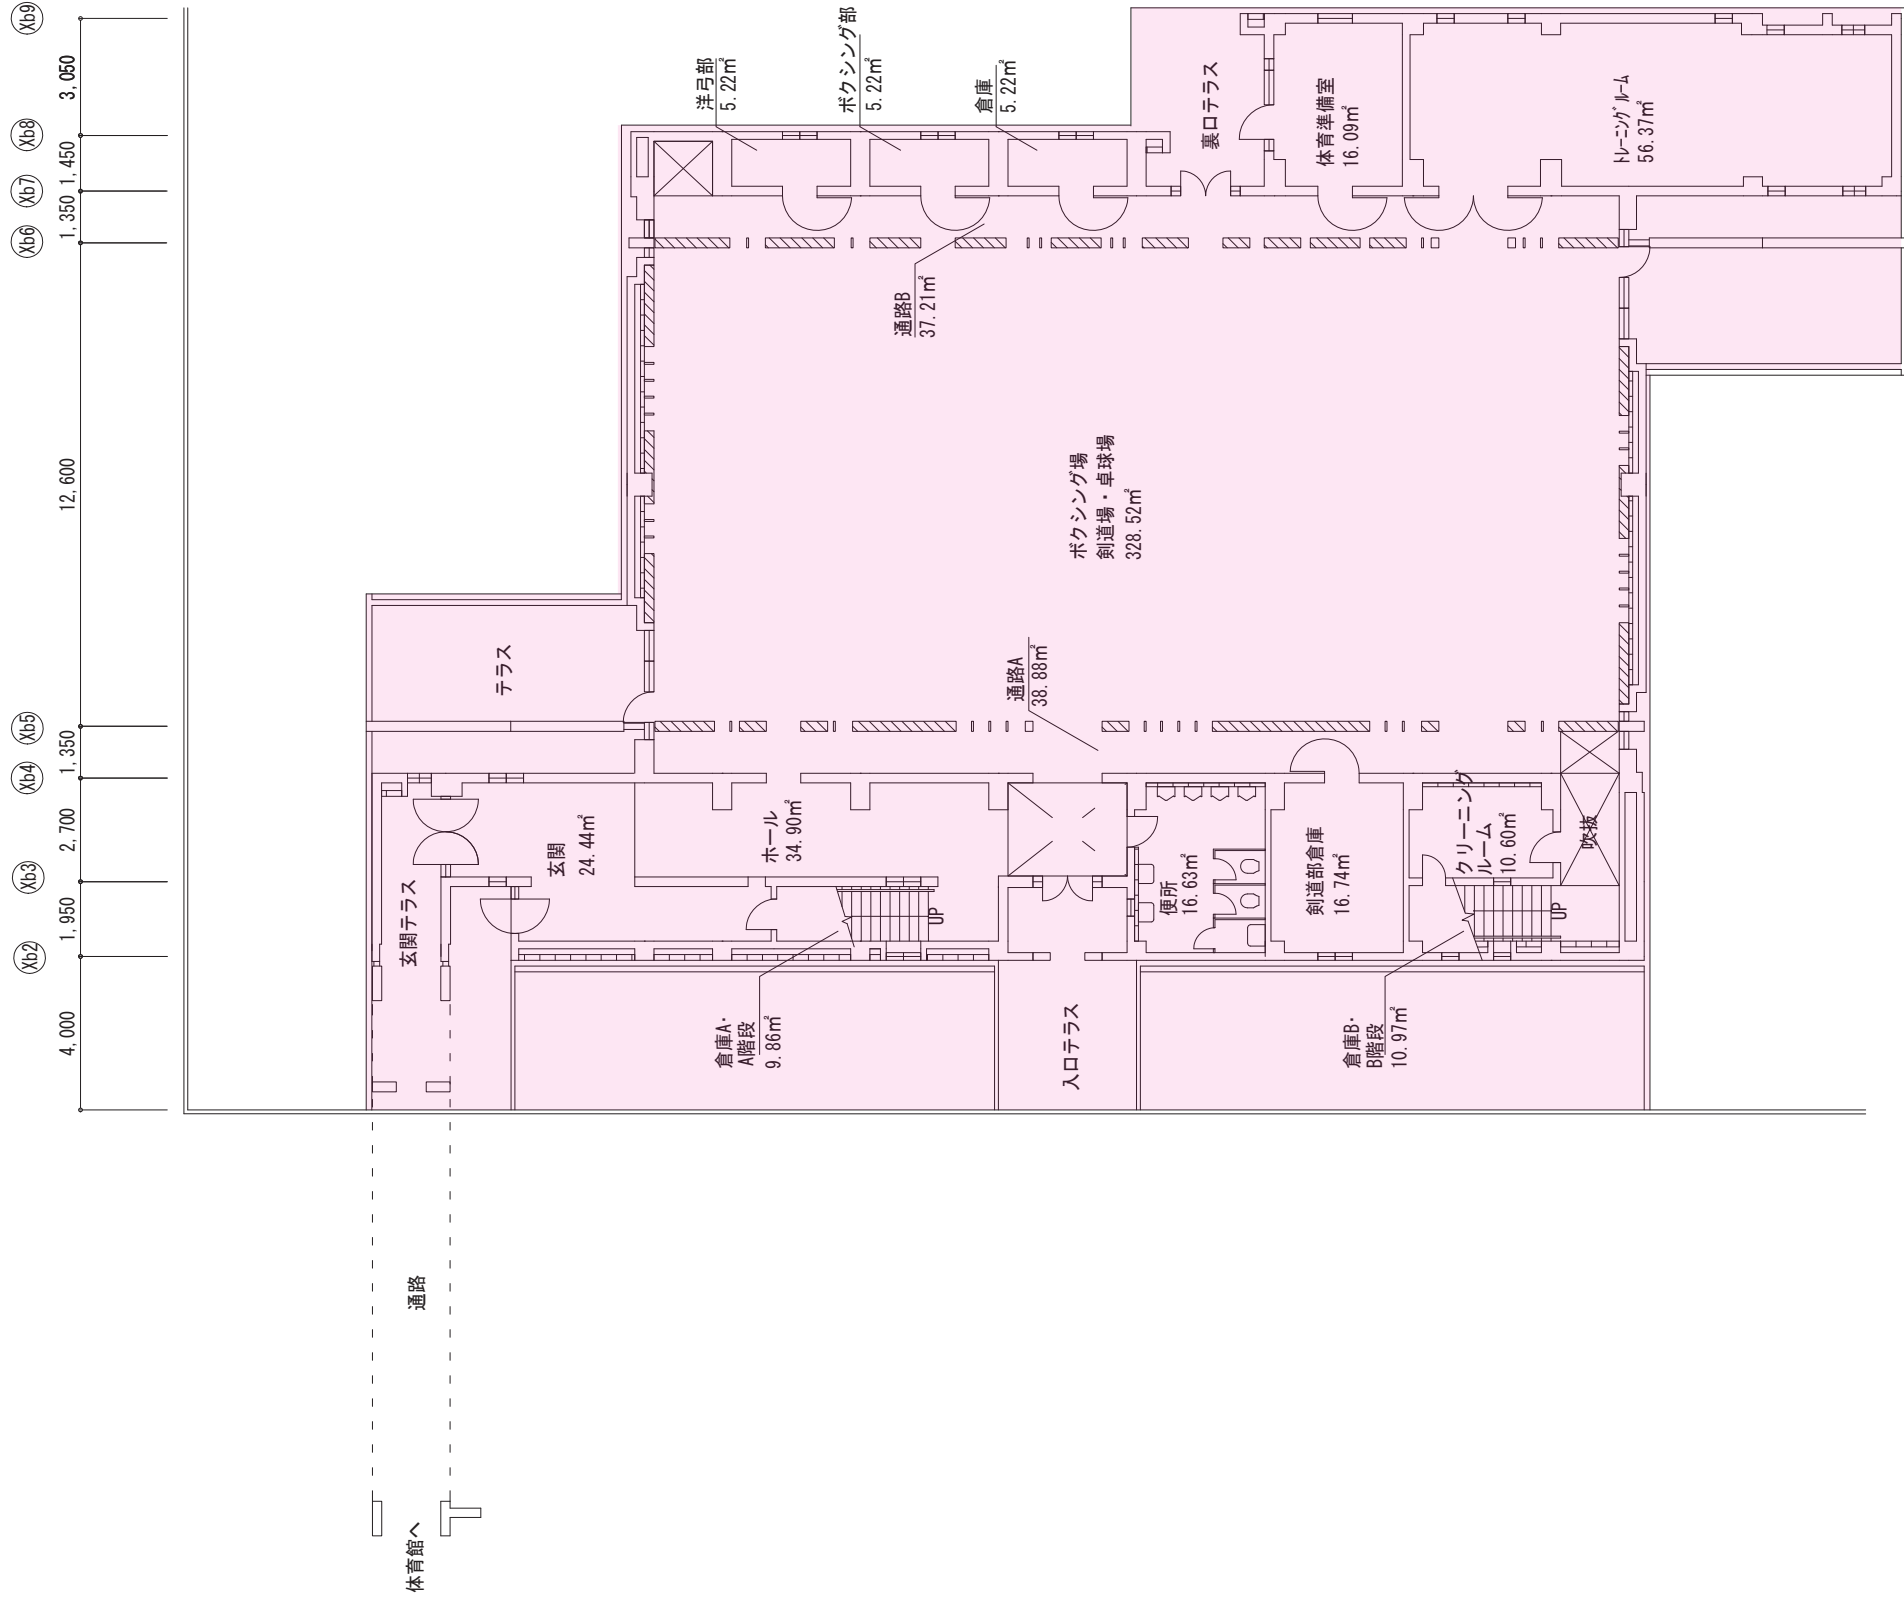 Xb9
3,050
Xb8
1,450
Xb7
1,350
Xb6
12,600
Xb5
1,350
Xb4
2,700
Xb3
1,950
Xb2
4,000
洋弓部
5.22㎡
ボクシング部
5.22㎡
倉庫
5.22㎡
裏口テラス
体育準備室
16.09㎡
トレーニングルーム
56.37㎡
通路B
37.21㎡
ボクシング場
剣道場・卓球場
328.52㎡
テラス
通路A
38.88㎡
玄関テラス
玄関
24.44㎡
ホール
34.90㎡
便所
16.63㎡
剣道部倉庫
16.74㎡
クリーニング
ルーム
10.60㎡
吹抜
UP
UP
倉庫A・
A階段
9.86㎡
入口テラス
倉庫B・
B階段
10.97㎡
通路
体育館へ